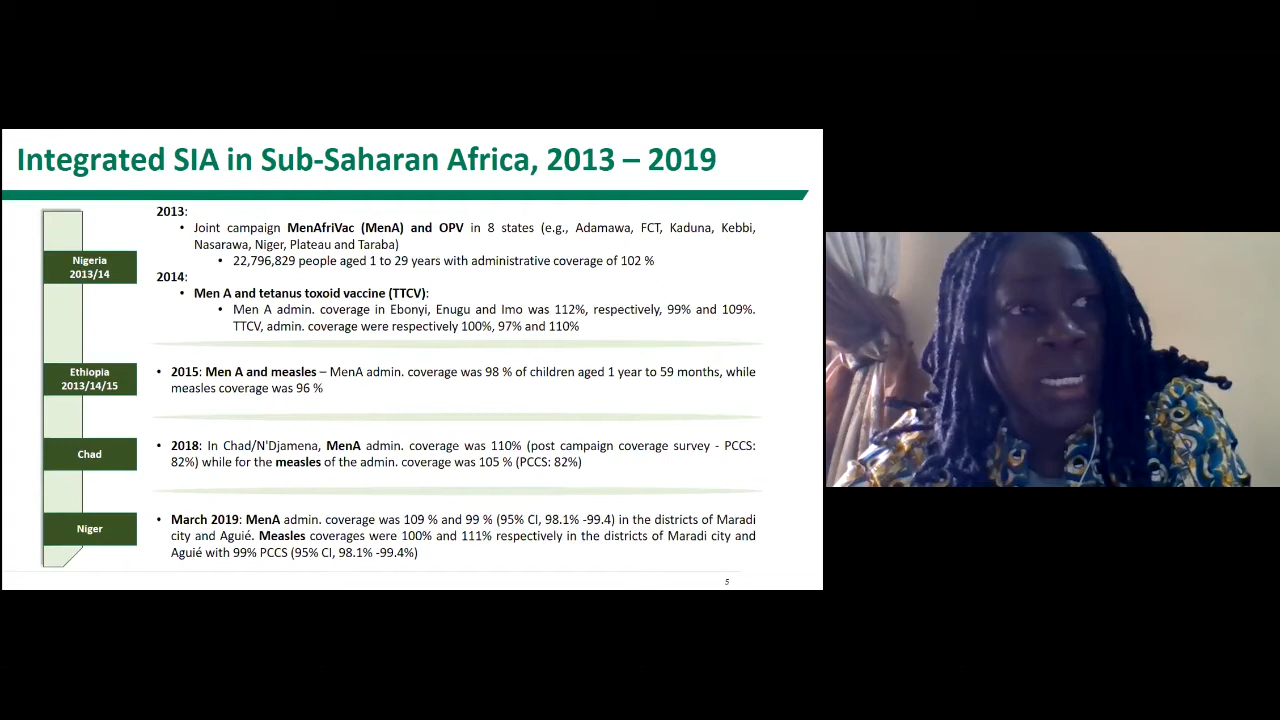 Integrated SIA in Sub-Saharan Africa, 2013 – 2019
Nigeria
2013/14
2013:
• Joint campaign MenAfriVac (MenA) and OPV in 8 states (e.g., Adamawa, FCT, Kaduna, Kebbi,
Nasarawa, Niger, Plateau and Taraba)
• 22,796,829 people aged 1 to 29 years with administrative coverage of 102 %
2014:
• Men A and tetanus toxoid vaccine (TTCV):
• Men A admin. coverage in Ebonyi, Enugu and Imo was 112%, respectively, 99% and 109%.
TTCV, admin. coverage were respectively 100%, 97% and 110%
Ethiopia
2013/14/15
• 2015: Men A and measles – MenA admin. coverage was 98 % of children aged 1 year to 59 months, while
measles coverage was 96 %
Chad
• 2018: In Chad/N'Djamena, MenA admin. coverage was 110% (post campaign coverage survey - PCCS:
82%) while for the measles of the admin. coverage was 105 % (PCCS: 82%)
Niger
• March 2019: MenA admin. coverage was 109 % and 99 % (95% CI, 98.1% -99.4) in the districts of Maradi
city and Aguié. Measles coverages were 100% and 111% respectively in the districts of Maradi city and
Aguié with 99% PCCS (95% CI, 98.1% -99.4%)
5